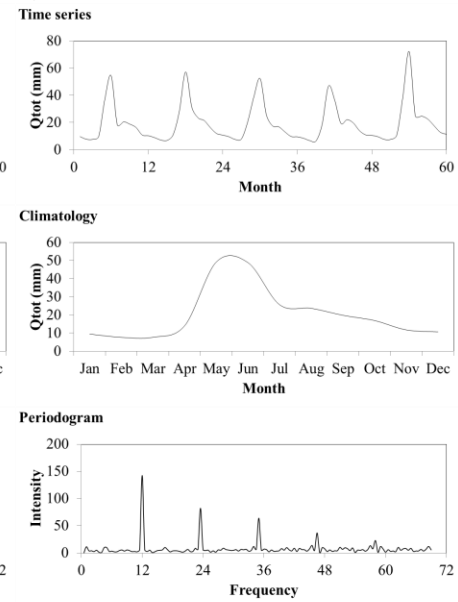 Time series
80
60
40
20
0
Qtot (mm)
0 12 24 36 48 60
Month
0
Climatology
60
50
40
30
20
10
0
Qtot (mm)
Jan Feb Mar Apr May Jun Jul Aug Sep Oct Nov Dec
Month
c
Periodogram
200
150
100
50
0
Intensity
0 12 24 36 48 60 72
Frequency
2